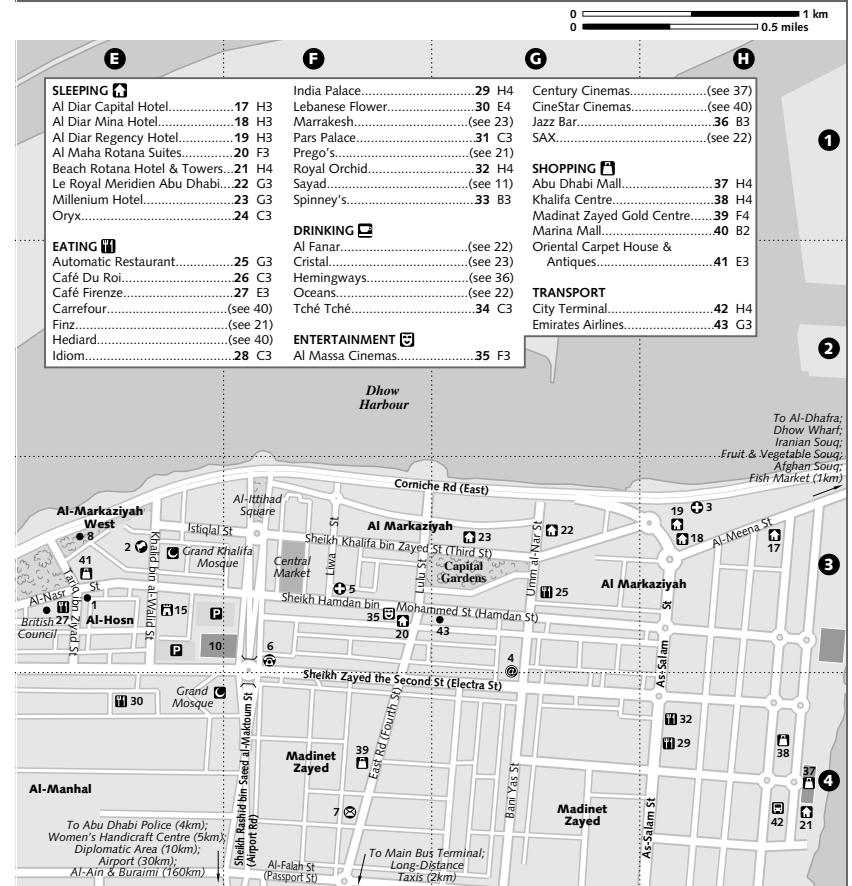 0 1 km
0 0.5 miles
E F G H
SLEEPING
Al Diar Capital Hotel....................17 H3
Al Diar Mina Hotel........................18 H3
Al Diar Regency Hotel..................19 H3
Al Maha Rotana Suites.................20 F3
Beach Rotana Hotel & Towers...21 H4
Le Royal Meridien Abu Dhabi....22 G3
Millenium Hotel............................23 G3
Oryx................................................24 C3
EATING
Automatic Restaurant..................25 G3
Café Du Roi..................................26 C3
Café Firenze..................................27 E3
Carrefour................................(see 40)
Finz..........................................(see 21)
Hediard...................................(see 40)
Idiom..............................................28 C3
India Palace...................................29 H4
Lebanese Flower..........................30 E4
Marrakesh..............................(see 23)
Pars Palace....................................31 C3
Prego's....................................(see 21)
Royal Orchid.................................32 H4
Sayad.......................................(see 11)
Spinney's.......................................33 B3
DRINKING
Al Fanar...................................(see 22)
Cristal......................................(see 23)
Hemingways..........................(see 36)
Oceans....................................(see 22)
Tché Tché......................................34 C3
ENTERTAINMENT
Al Massa Cinemas........................35 F3
Century Cinemas....................(see 37)
CineStar Cinemas...................(see 40)
Jazz Bar..........................................36 B3
SAX..........................................(see 22)
SHOPPING
Abu Dhabi Mall............................37 H4
Khalifa Centre...............................38 H4
Madinat Zayed Gold Centre.......39 F4
Marina Mall...................................40 B2
Oriental Carpet House &
Antiques....................................41 E3
TRANSPORT
City Terminal.................................42 H4
Emirates Airlines............................43 G3
1
2
Dhow
Harbour
To Al-Dhafra;
Dhow Wharf;
Iranian Souq;
Fruit & Vegetable Souq;
Afghan Souq;
Fish Market (1km)
Corniche Rd (East)
Al-Ittihad
Square
Al-Markaziyah
West
8
Istiqlal St
Al Markaziyah
23
22
19
3
18
Al-Meena St
17
2
Grand Khalifa
Mosque
Khalid bin al-Walid St
Central
Market
Liwa St
Sheikh Khalifa bin Zayed St (Third St)
Lulu St
Capital
Gardens
Umm al-Nar St
Al Markaziyah
3
41
Tariq ibn Ziyad St
Al-Nasr St
British
Council
27
1
Al-Hosn
15
P
P
10
5
Sheikh Hamdan bin Mohammed St (Hamdan St)
35
20
43
25
6
4
As-Salam St
Sheikh Zayed the Second St (Electra St)
30
Grand
Mosque
Sheikh Rashid bin Saeed al-Maktoum St
(Airport Rd)
Madinet
Zayed
39
East Rd (Fourth St)
7
Al-Manhal
Bani Yas St
Madinet
Zayed
As-Salam St
32
29
38
37
4
42
21
To Abu Dhabi Police (4km);
Women's Handicraft Centre (5km);
Diplomatic Area (10km);
Airport (30km);
Al-Ain & Buraimi (160km)
Al-Falah St
(Passport St)
To Main Bus Terminal;
Long-Distance
Taxis (2km)